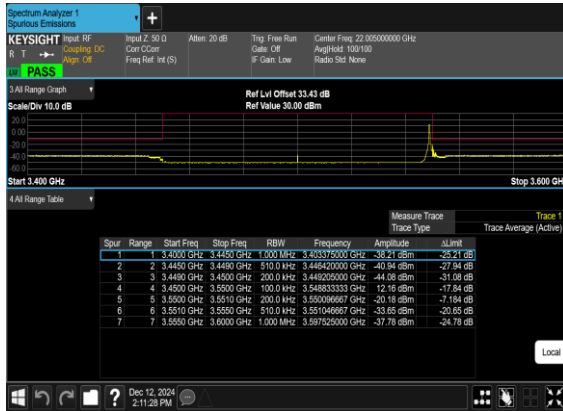 Spectrum Analyzer 1
Spurious Emissions
KEYSIGHT Input: RF Input Z: 50 Ω Atten: 20 dB Trig: Free Run Center Freq: 22.005000000 GHz
R T Coupling: DC Corr CCorr Gate: Off Avg|Hold: 100/100
Align: Off Freq Ref: Int (S) IF Gain: Low Radio Std: None
LU PASS
3 All Range Graph
Ref Lvl Offset 33.43 dB
Scale/Div 10.0 dB Ref Value 30.00 dBm
20.0
0.00
-20.0
-40.0
-60.0
Start 3.400 GHz Stop 3.600 GH
4 All Range Table
Measure Trace Trace 1
Trace Type Trace Average (Active)
Spur Range Start Freq Stop Freq RBW Frequency Amplitude ΔLimit
1 1 3.4000 GHz 3.4450 GHz 1.000 MHz 3.403375000 GHz -38.21 dBm -25.21 dB
2 2 3.4450 GHz 3.4490 GHz 510.0 kHz 3.446420000 GHz -40.94 dBm -27.94 dB
3 3 3.4490 GHz 3.4500 GHz 200.0 kHz 3.449205000 GHz -44.08 dBm -31.08 dB
4 4 3.4500 GHz 3.5500 GHz 100.0 kHz 3.548833333 GHz 12.16 dBm -17.84 dB
5 5 3.5500 GHz 3.5510 GHz 200.0 kHz 3.550096667 GHz -20.18 dBm -7.184 dB
6 6 3.5510 GHz 3.5550 GHz 510.0 kHz 3.551046667 GHz -33.65 dBm -20.65 dB
7 7 3.5550 GHz 3.6000 GHz 1.000 MHz 3.597525000 GHz -37.78 dBm -24.78 dB
Local
Dec 12, 2024
2:11:28 PM